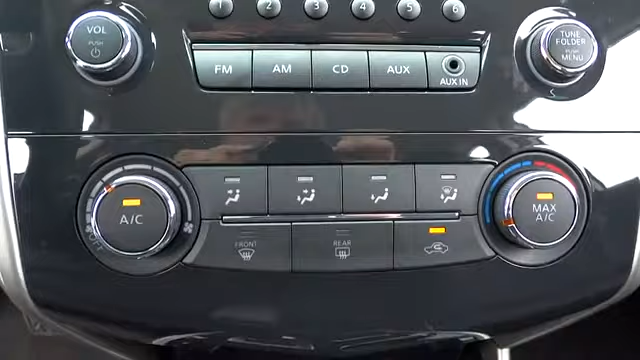 1 2 3 4 5 6
VOL
PUSH
TUNE
FOLDER
PUSH
MENU
FM AM CD AUX
AUX IN
A/C
OFF
MAX
A/C
FRONT
REAR